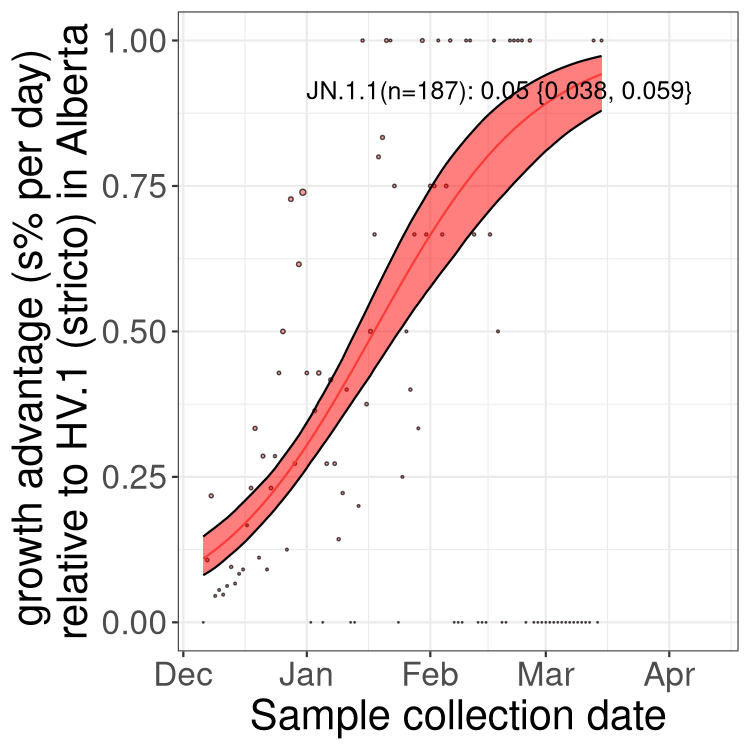 growth advantage (s% per day)
relative to HV.1 (stricto) in Alberta
1.00
0.75
0.50
0.25
0.00
JN.1.1(n=187): 0.05 {0.038, 0.059}
Dec Jan Feb Mar Apr
Sample collection date